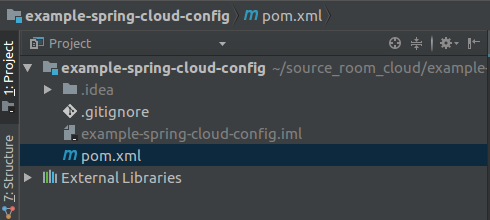 example-spring-cloud-config pom.xml
Project
1: Project
7: Structure
example-spring-cloud-config ~/source_room_cloud/example-
.idea
.gitignore
example-spring-cloud-config.iml
pom.xml
External Libraries